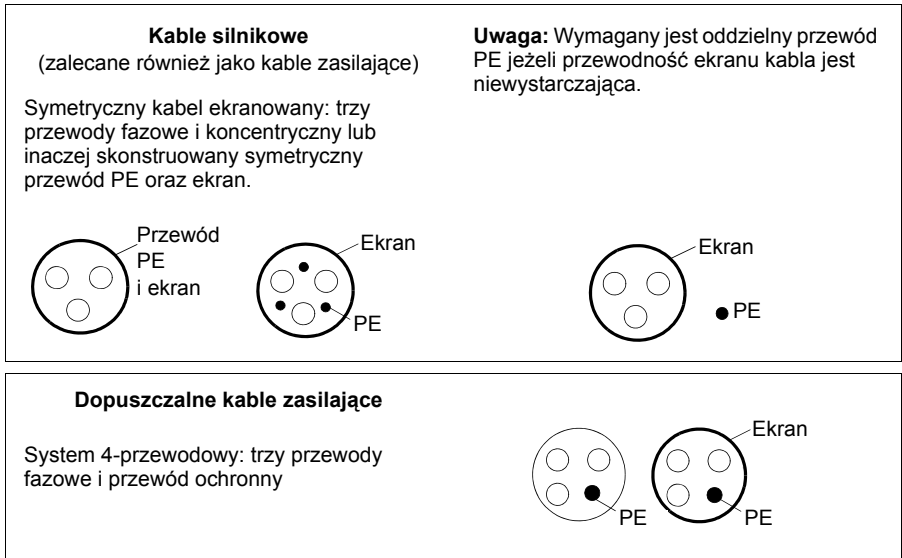 Kable silnikowe
(zalecane również jako kable zasilające)
Symetryczny kabel ekranowany: trzy
przewody fazowe i koncentryczny lub
inaczej skonstruowany symetryczny
przewód PE oraz ekran.
Uwaga: Wymagany jest oddzielny przewód
PE jeżeli przewodność ekranu kabla jest
niewystarczająca.
Przewód
PE
i ekran
Ekran
PE
Ekran
PE
Dopuszczalne kable zasilające
System 4-przewodowy: trzy przewody
fazowe i przewód ochronny
PE
Ekran
PE